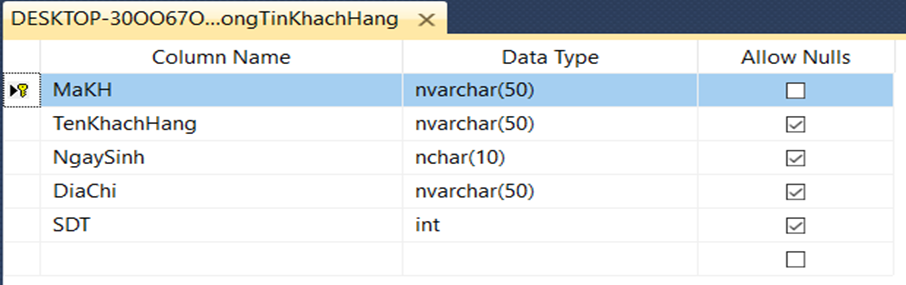 DESKTOP-30OO67O...ongTinKhachHang
Column Name Data Type Allow Nulls
MaKH nvarchar(50)
TenKhachHang nvarchar(50)
NgaySinh nchar(10)
DiaChi nvarchar(50)
SDT int